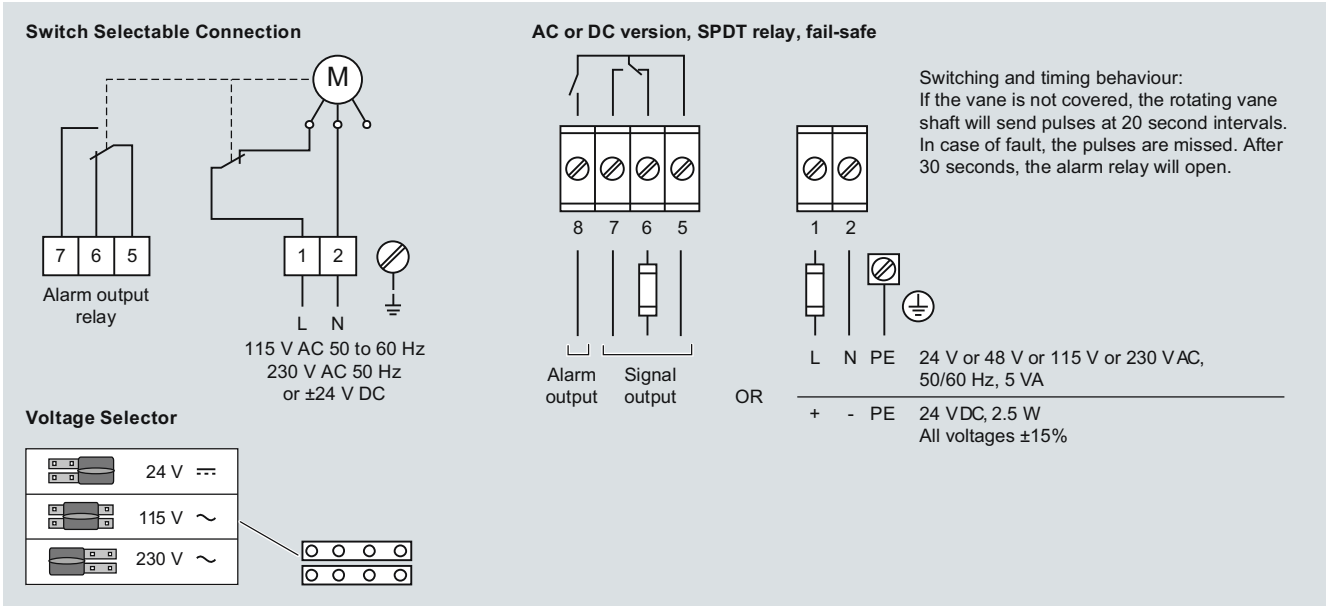 Switch Selectable Connection
M
7 6 5
Alarm output
relay
1 2
L N
115 V AC 50 to 60 Hz
230 V AC 50 Hz
or ±24 V DC
Voltage Selector
24 V
115 V
230 V
AC or DC version, SPDT relay, fail-safe
8 7 6 5
Alarm
output
Signal
output
Switching and timing behaviour:
If the vane is not covered, the rotating vane
shaft will send pulses at 20 second intervals.
In case of fault, the pulses are missed. After
30 seconds, the alarm relay will open.
1 2
L N PE 24 V or 48 V or 115 V or 230 V AC,
50/60 Hz, 5 VA
OR
+ - PE 24 VDC, 2.5 W
All voltages ±15%